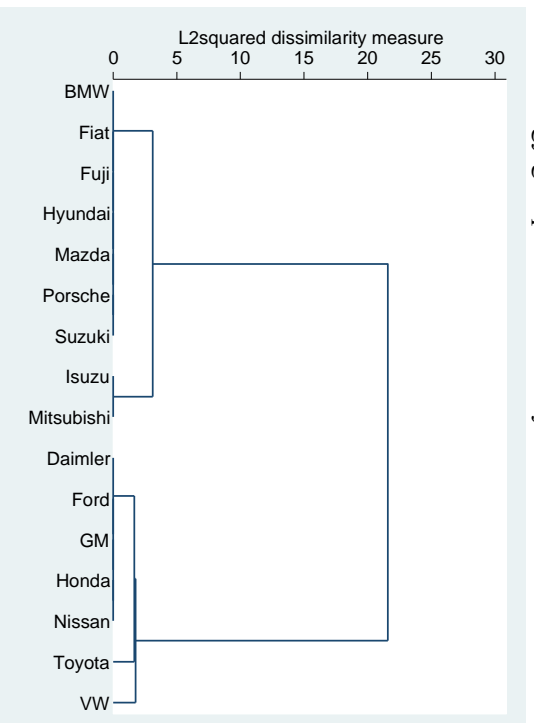 L2squared dissimilarity measure
0 5 10 15 20 25 30
BMW
Fiat
Fuji
Hyundai
Mazda
Porsche
Suzuki
Isuzu
Mitsubishi
Daimler
Ford
GM
Honda
Nissan
Toyota
VW